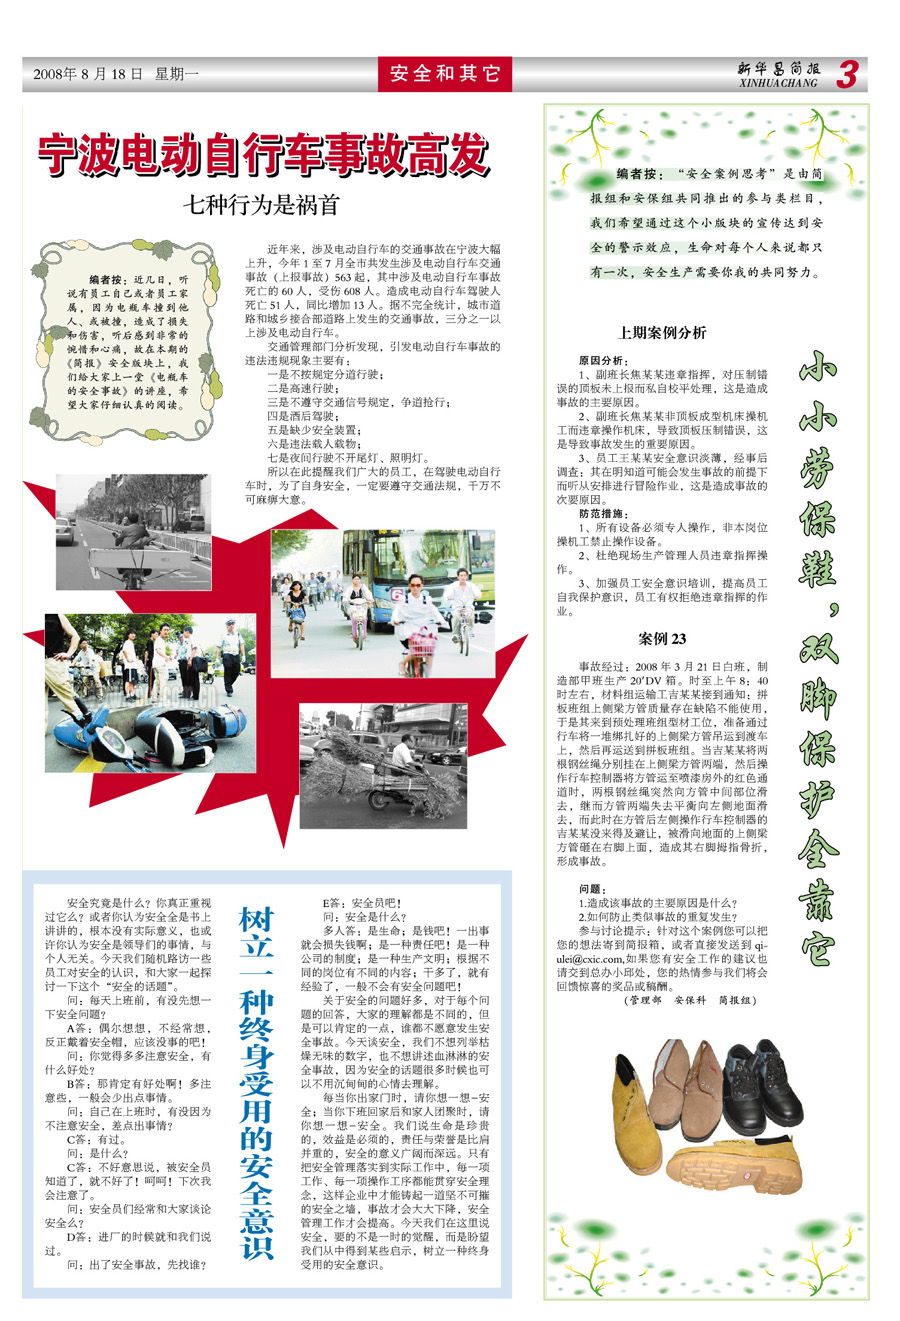 2008年 8 月 18 日 星期一
安全和其它
新华昌简报
XINHUACHANG
3
宁波电动自行车事故高发
七种行为是祸首
编者按：近几日，听
说有员工自己或者员工家
属，因为电瓶车撞到他
人、或被撞，造成了损失
和伤害，听后感到非常的
惋惜和心痛，故在本期的
《简报》安全版块上，我
们给大家上一堂《电瓶车
的安全事故》的讲座，希
望大家仔细认真的阅读。
近年来，涉及电动自行车的交通事故在宁波大幅
上升，今年 1 至 7 月全市共发生涉及电动自行车交通
事故（上报事故）563 起，其中涉及电动自行车事故
死亡的 60 人，受伤 608 人。造成电动自行车驾驶人
死亡 51 人，同比增加 13 人。据不完全统计，城市道
路和城乡接合部道路上发生的交通事故，三分之一以
上涉及电动自行车。
交通管理部门分析发现，引发电动自行车事故的
违法违规现象主要有：
一是不按规定分道行驶；
二是高速行驶；
三是不遵守交通信号规定，争道抢行；
四是酒后驾驶；
五是缺少安全装置；
六是违法载人载物；
七是夜间行驶不开尾灯、照明灯。
所以在此提醒我们广大的员工，在驾驶电动自行
车时，为了自身安全，一定要遵守交通法规，千万不
可麻痹大意。
编者按：“安全案例思考”是由简
报组和安保组共同推出的参与类栏目，
我们希望通过这个小版块的宣传达到安
全的警示效应，生命对每个人来说都只
有一次，安全生产需要你我的共同努力。
上期案例分析
原因分析：
1、副班长焦某某违章指挥，对压制错
误的顶板未上报而私自校平处理，这是造成
事故的主要原因。
2、副班长焦某某非顶板成型机床操机
工而违章操作机床，导致顶板压制错误，这
是导致事故发生的重要原因。
3、员工王某某安全意识淡薄，经事后
调查：其在明知道可能会发生事故的前提下
而听从安排进行冒险作业，这是造成事故的
次要原因。
防范措施：
1、所有设备必须专人操作，非本岗位
操机工禁止操作设备。
2、杜绝现场生产管理人员违章指挥操
作。
3、加强员工安全意识培训，提高员工
自我保护意识，员工有权拒绝违章指挥的作
业。
案例 23
事故经过：2008 年 3 月 21 日白班，制
造部甲班生产 20′DV 箱。时至上午 8：40
时左右，材料组运输工吉某某接到通知：拼
板班组上侧梁方管质量存在缺陷不能使用，
于是其来到预处理班组型材工位，准备通过
行车将一堆绑扎好的上侧梁方管吊运到渡车
上，然后再运送到拼板班组。当吉某某将两
根钢丝绳分别挂在上侧梁方管两端，然后操
作行车控制器将方管运至喷漆房外的红色通
道时，两根钢丝绳突然向方管中间部位滑
去，继而方管两端失去平衡向左侧地面滑
去，而此时在方管后左侧操作行车控制器的
吉某某没来得及避让，被滑向地面的上侧梁
方管砸在右脚上面，造成其右脚拇指骨折，
形成事故。
问题：
1.造成该事故的主要原因是什么？
2.如何防止类似事故的重复发生？
参与讨论提示：针对这个案例您可以把
您的想法寄到简报箱，或者直接发送到 qi-
ulei@cxic.com,如果您有安全工作的建议也
请交到总办小邱处，您的热情参与我们将会
回馈惊喜的奖品或稿酬。
（管理部 安保科 简报组）
小小劳保鞋，双脚保护全靠它
安全究竟是什么？你真正重视
过它么？或者你认为安全全是书上
讲讲的，根本没有实际意义，也或
许你认为安全是领导们的事情，与
个人无关。今天我们随机路访一些
员工对安全的认识，和大家一起探
讨一下这个“安全的话题”。
问：每天上班前，有没先想一
下安全问题？
A答：偶尔想想，不经常想，
反正戴着安全帽，应该没事的吧！
问：你觉得多多注意安全，有
什么好处？
B答：那肯定有好处啊！多注
意些，一般会少出点事情。
问：自己在上班时，有没因为
不注意安全，差点出事情？
C答：有过。
问：是什么？
C答：不好意思说，被安全员
知道了，就不好了！呵呵！下次我
会注意了。
问：安全员们经常和大家谈论
安全么？
D答：进厂的时候就和我们说
过。
问：出了安全事故，先找谁？
树立一种终身受用的安全意识
E答：安全员吧！
问：安全是什么？
多人答：是生命；是钱吧！一出事
就会损失钱啊；是一种责任吧！是一种
公司的制度；是一种生产文明；根据不
同的岗位有不同的内容；干多了，就有
经验了，一般不会有安全问题吧！
关于安全的问题好多，对于每个问
题的回答，大家的理解都是不同的，但
是可以肯定的一点，谁都不愿意发生安
全事故。今天谈安全，我们不想列举枯
燥无味的数字，也不想讲述血淋淋的安
全事故，因为安全的话题很多时候也可
以不用沉甸甸的心情去理解。
每当你出家门时，请你想一想-安
全；当你下班回家后和家人团聚时，请
你想一想-安全。我们说生命是珍贵
的，效益是必须的，责任与荣誉是比肩
并重的，安全的意义广阔而深远。只有
把安全管理落实到实际工作中，每一项
工作、每一项操作工序都能贯穿安全理
念，这样企业中才能铸起一道坚不可摧
的安全之墙，事故才会大大下降，安全
管理工作才会提高。今天我们在这里说
安全，要的不是一时的觉醒，而是盼望
我们从中得到某些启示，树立一种终身
受用的安全意识。